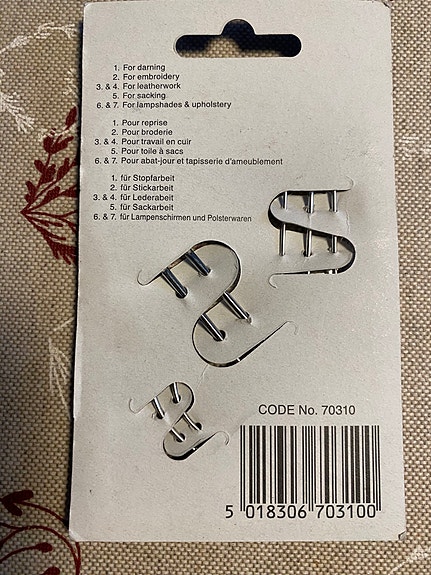 1. For darning
2. For embroidery
3. & 4. For leatherwork
5. For sacking
6. & 7. For lampshades & upholstery
1. Pour reprise
2. Pour broderie
3. & 4. Pour travail en cuir
5. Pour toile à sacs
6. & 7. Pour abat-jour et tapisserie d'ameublement
1. für Stopfarbeit
2. für Stickarbeit
3. & 4. für Lederabeit
5. für Sackarbeit
6. & 7. für Lampenschirmen und Polsterwaren
CODE No. 70310
5 018306 703100